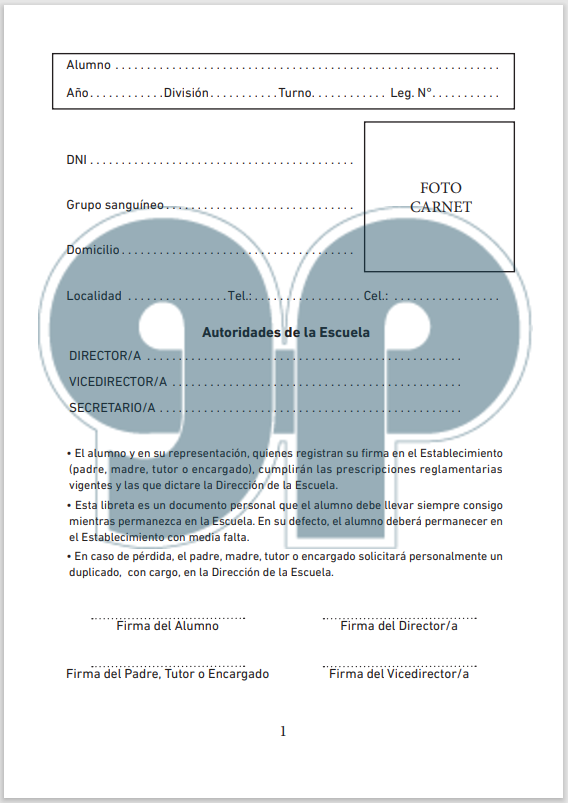 Alumno ............................................................
Año............División...........Turno............ Leg. N°...........
DNI ..........................................
FOTO
CARNET
Grupo sanguíneo..............................
Domicilio.....................................
Localidad ................Tel.:.................Cel.:..................
Autoridades de la Escuela
DIRECTOR/A ..................................................
VICEDIRECTOR/A ..............................................
SECRETARIO/A ................................................
• El alumno y en su representación, quienes registran su firma en el Establecimiento
(padre, madre, tutor o encargado), cumplirán las prescripciones reglamentarias
vigentes y las que dictare la Dirección de la Escuela.
• Esta libreta es un documento personal que el alumno debe llevar siempre consigo
mientras permanezca en la Escuela. En su defecto, el alumno deberá permanecer en
el Establecimiento con media falta.
• En caso de pérdida, el padre, madre, tutor o encargado solicitará personalmente un
duplicado, con cargo, en la Dirección de la Escuela.
Firma del Alumno Firma del Director/a
Firma del Padre, Tutor o Encargado Firma del Vicedirector/a
gp
1